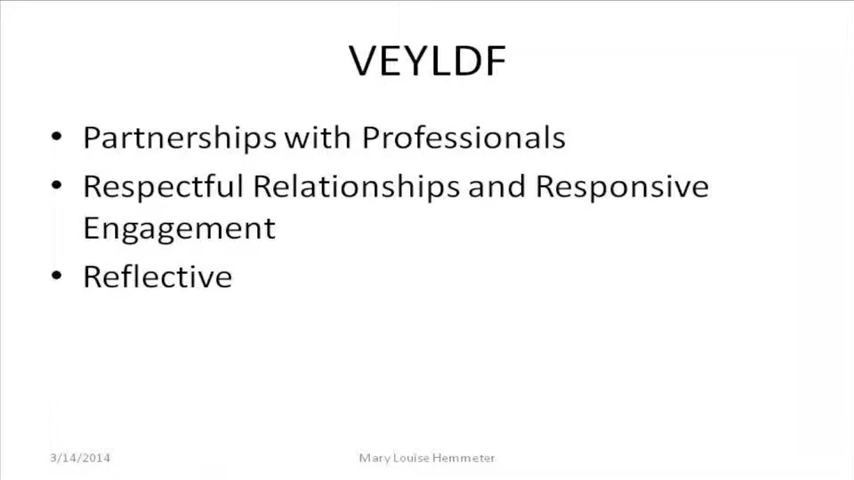 VEYLDF
• Partnerships with Professionals
• Respectful Relationships and Responsive
Engagement
• Reflective
3/14/2014
Mary Louise Hemmeter